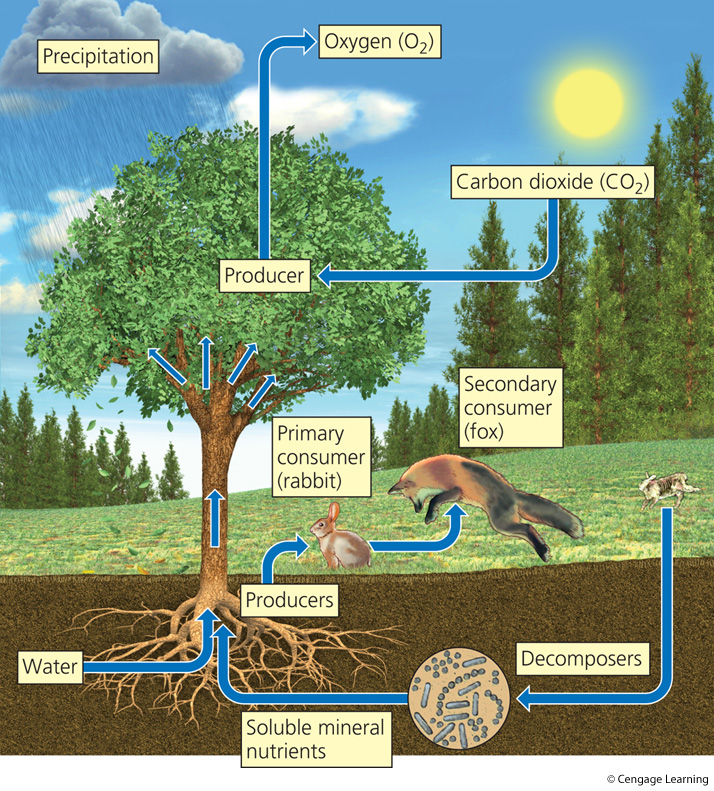 Precipitation
Oxygen (O₂)
Carbon dioxide (CO₂)
Producer
Secondary
consumer
(fox)
Primary
consumer
(rabbit)
Producers
Water
Decomposers
Soluble mineral
nutrients
© Cengage Learning